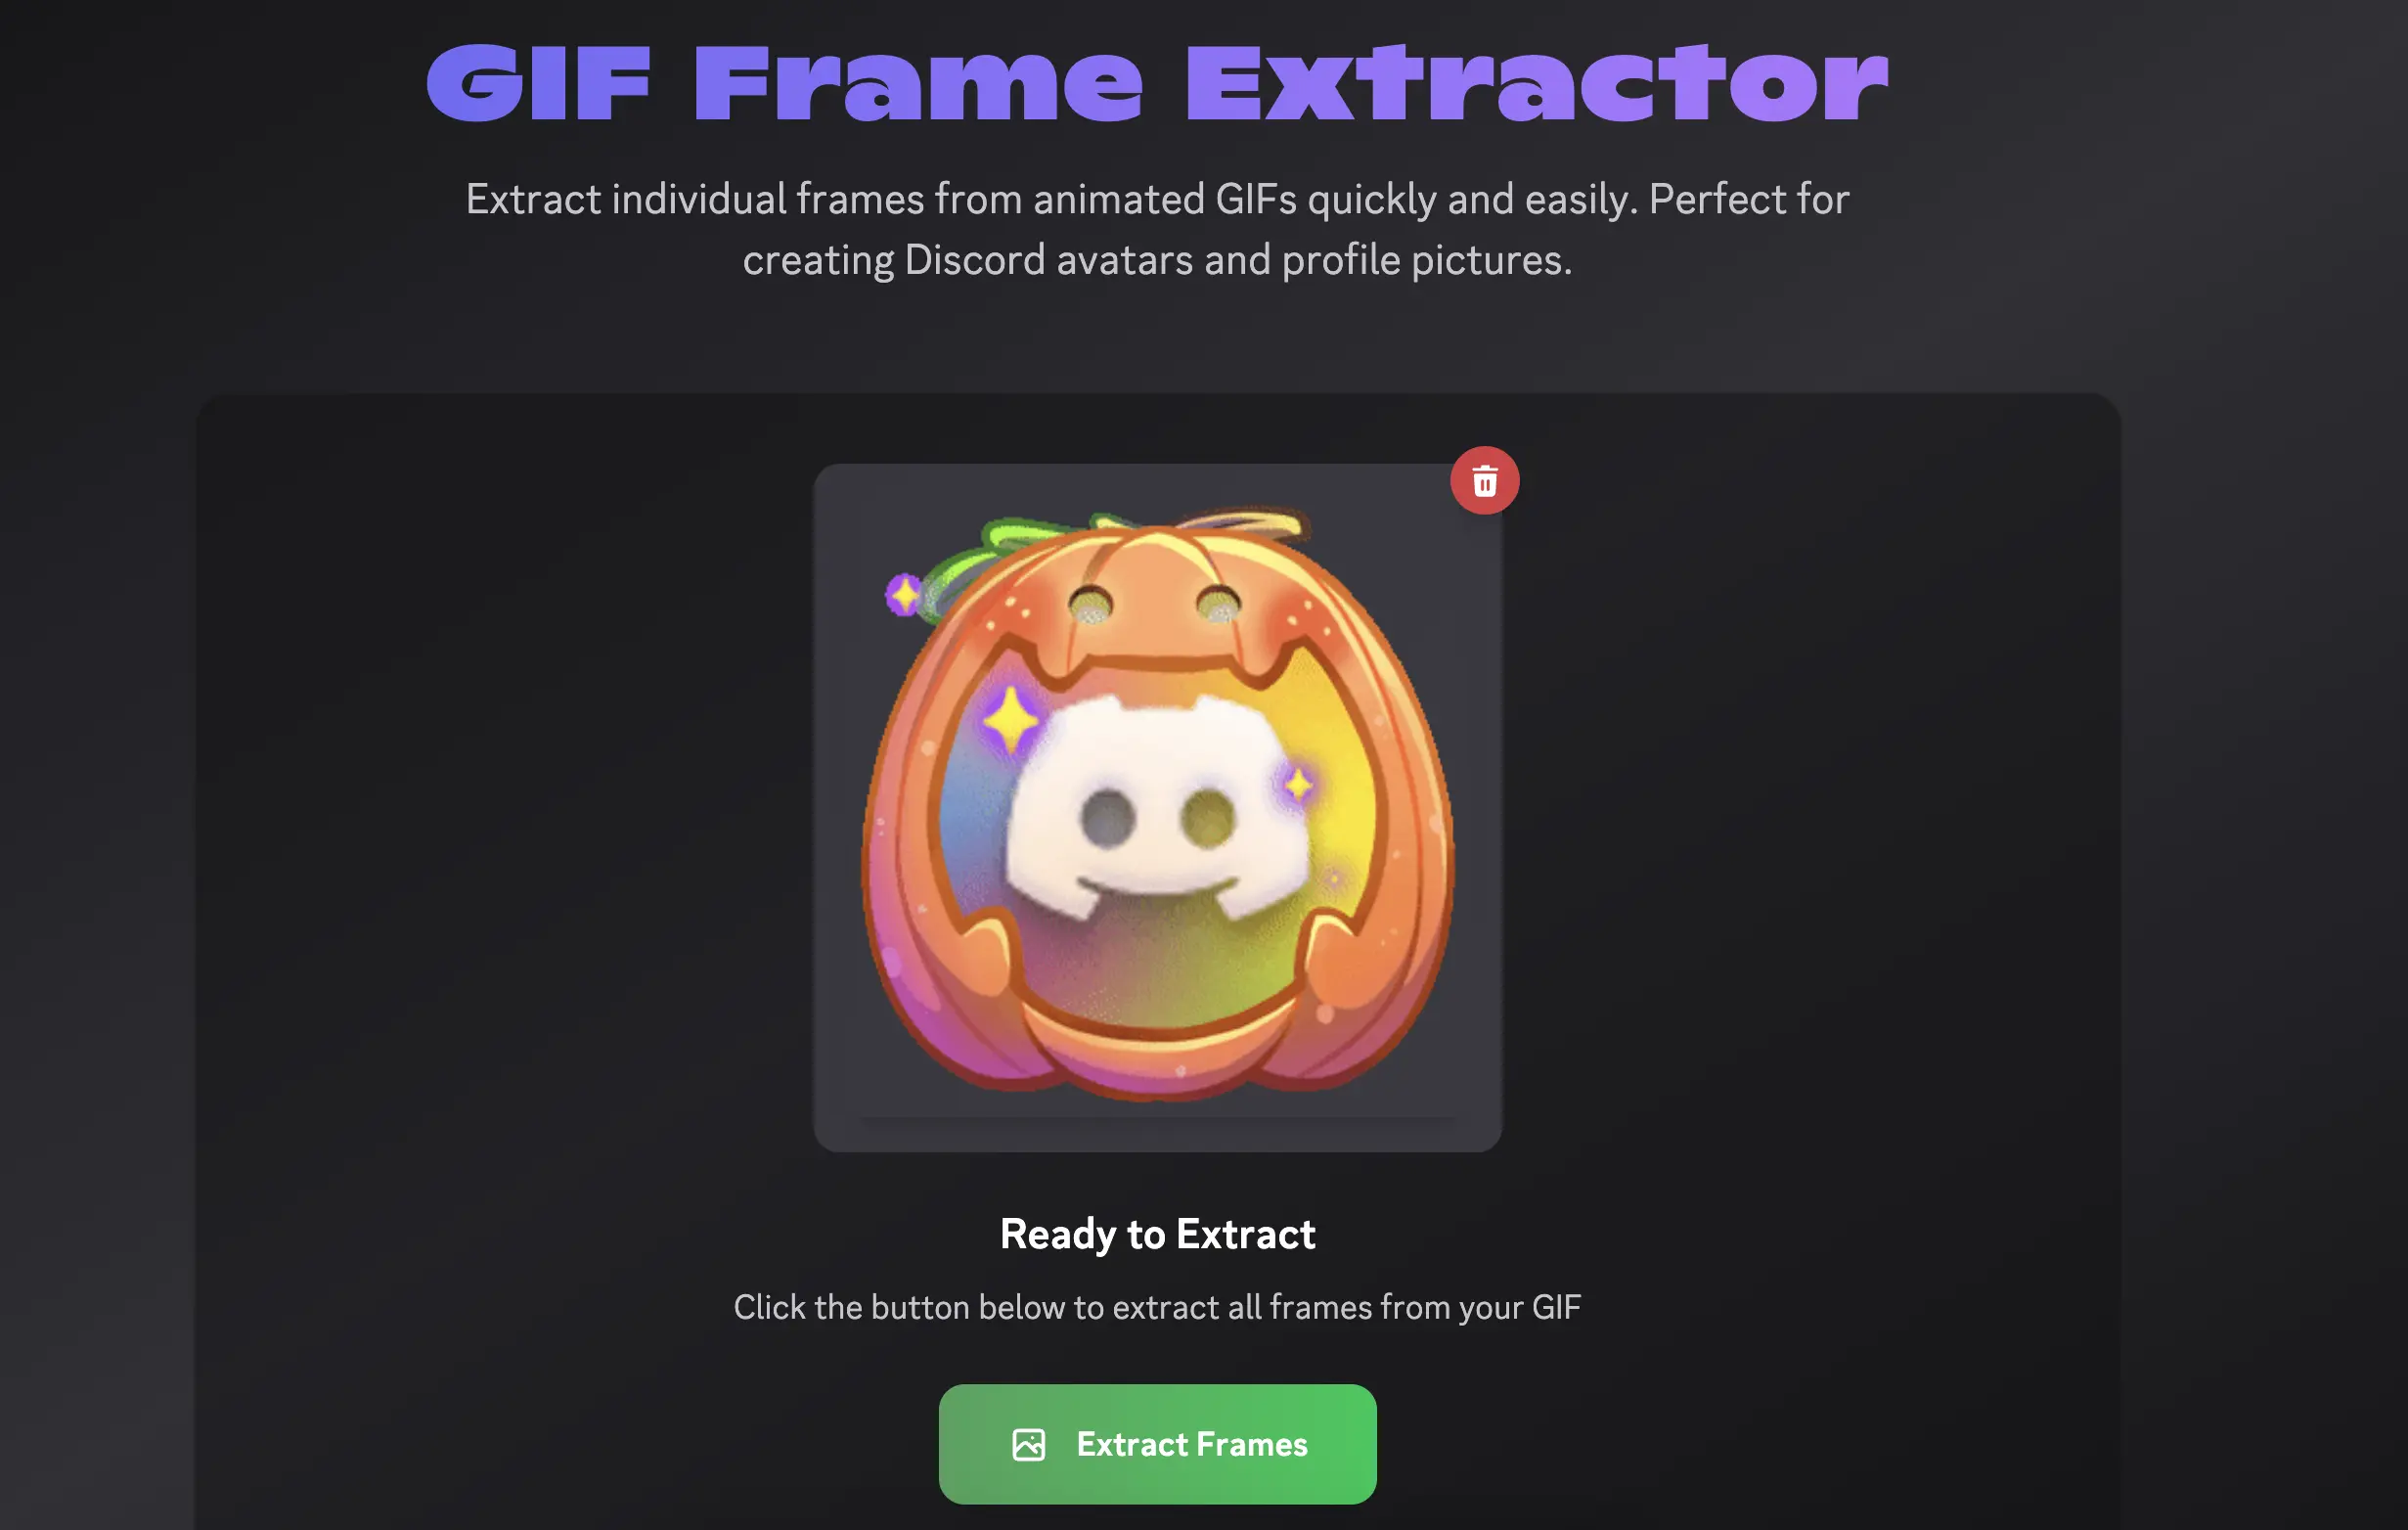 GIF Frame Extractor
Extract individual frames from animated GIFs quickly and easily. Perfect for
creating Discord avatars and profile pictures.
Ready to Extract
Click the button below to extract all frames from your GIF
Extract Frames